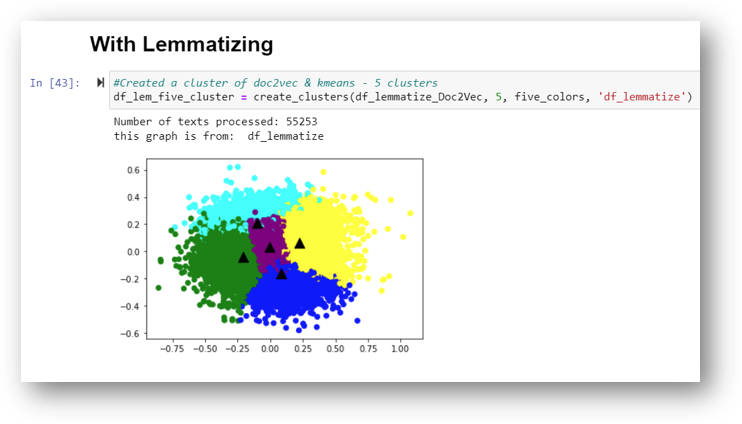 With Lemmatizing
In [43]:
#Created a cluster of doc2vec & kmeans - 5 clusters
df_lem_five_cluster = create_clusters(df_lemmatize_Doc2Vec, 5, five_colors, 'df_lemmatize')
Number of texts processed: 55253
this graph is from:  df_lemmatize
0.6
0.4
0.2
0.0
−0.2
−0.4
−0.6
−0.75 −0.50 −0.25 0.00 0.25 0.50 0.75 1.00